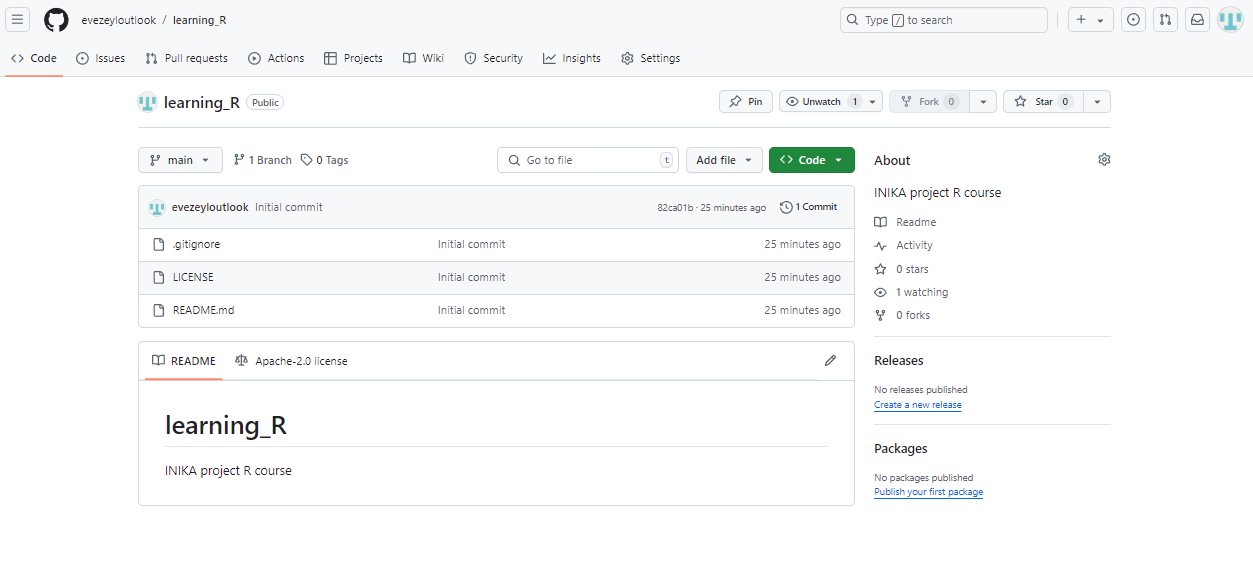 evezeyloutlook / learning_R
Type / to search
Code Issues Pull requests Actions Projects Wiki Security Insights Settings
learning_R Public
Pin Unwatch 1 Fork 0 Star 0
main 1 Branch 0 Tags Go to file t Add file Code
evezeyloutlook Initial commit 82ca01b · 25 minutes ago 1 Commit
.gitignore Initial commit 25 minutes ago
LICENSE Initial commit 25 minutes ago
README.md Initial commit 25 minutes ago
README Apache-2.0 license
learning_R
INIKA project R course
About
INIKA project R course
Readme
Activity
0 stars
1 watching
0 forks
Releases
No releases published
Create a new release
Packages
No packages published
Publish your first package